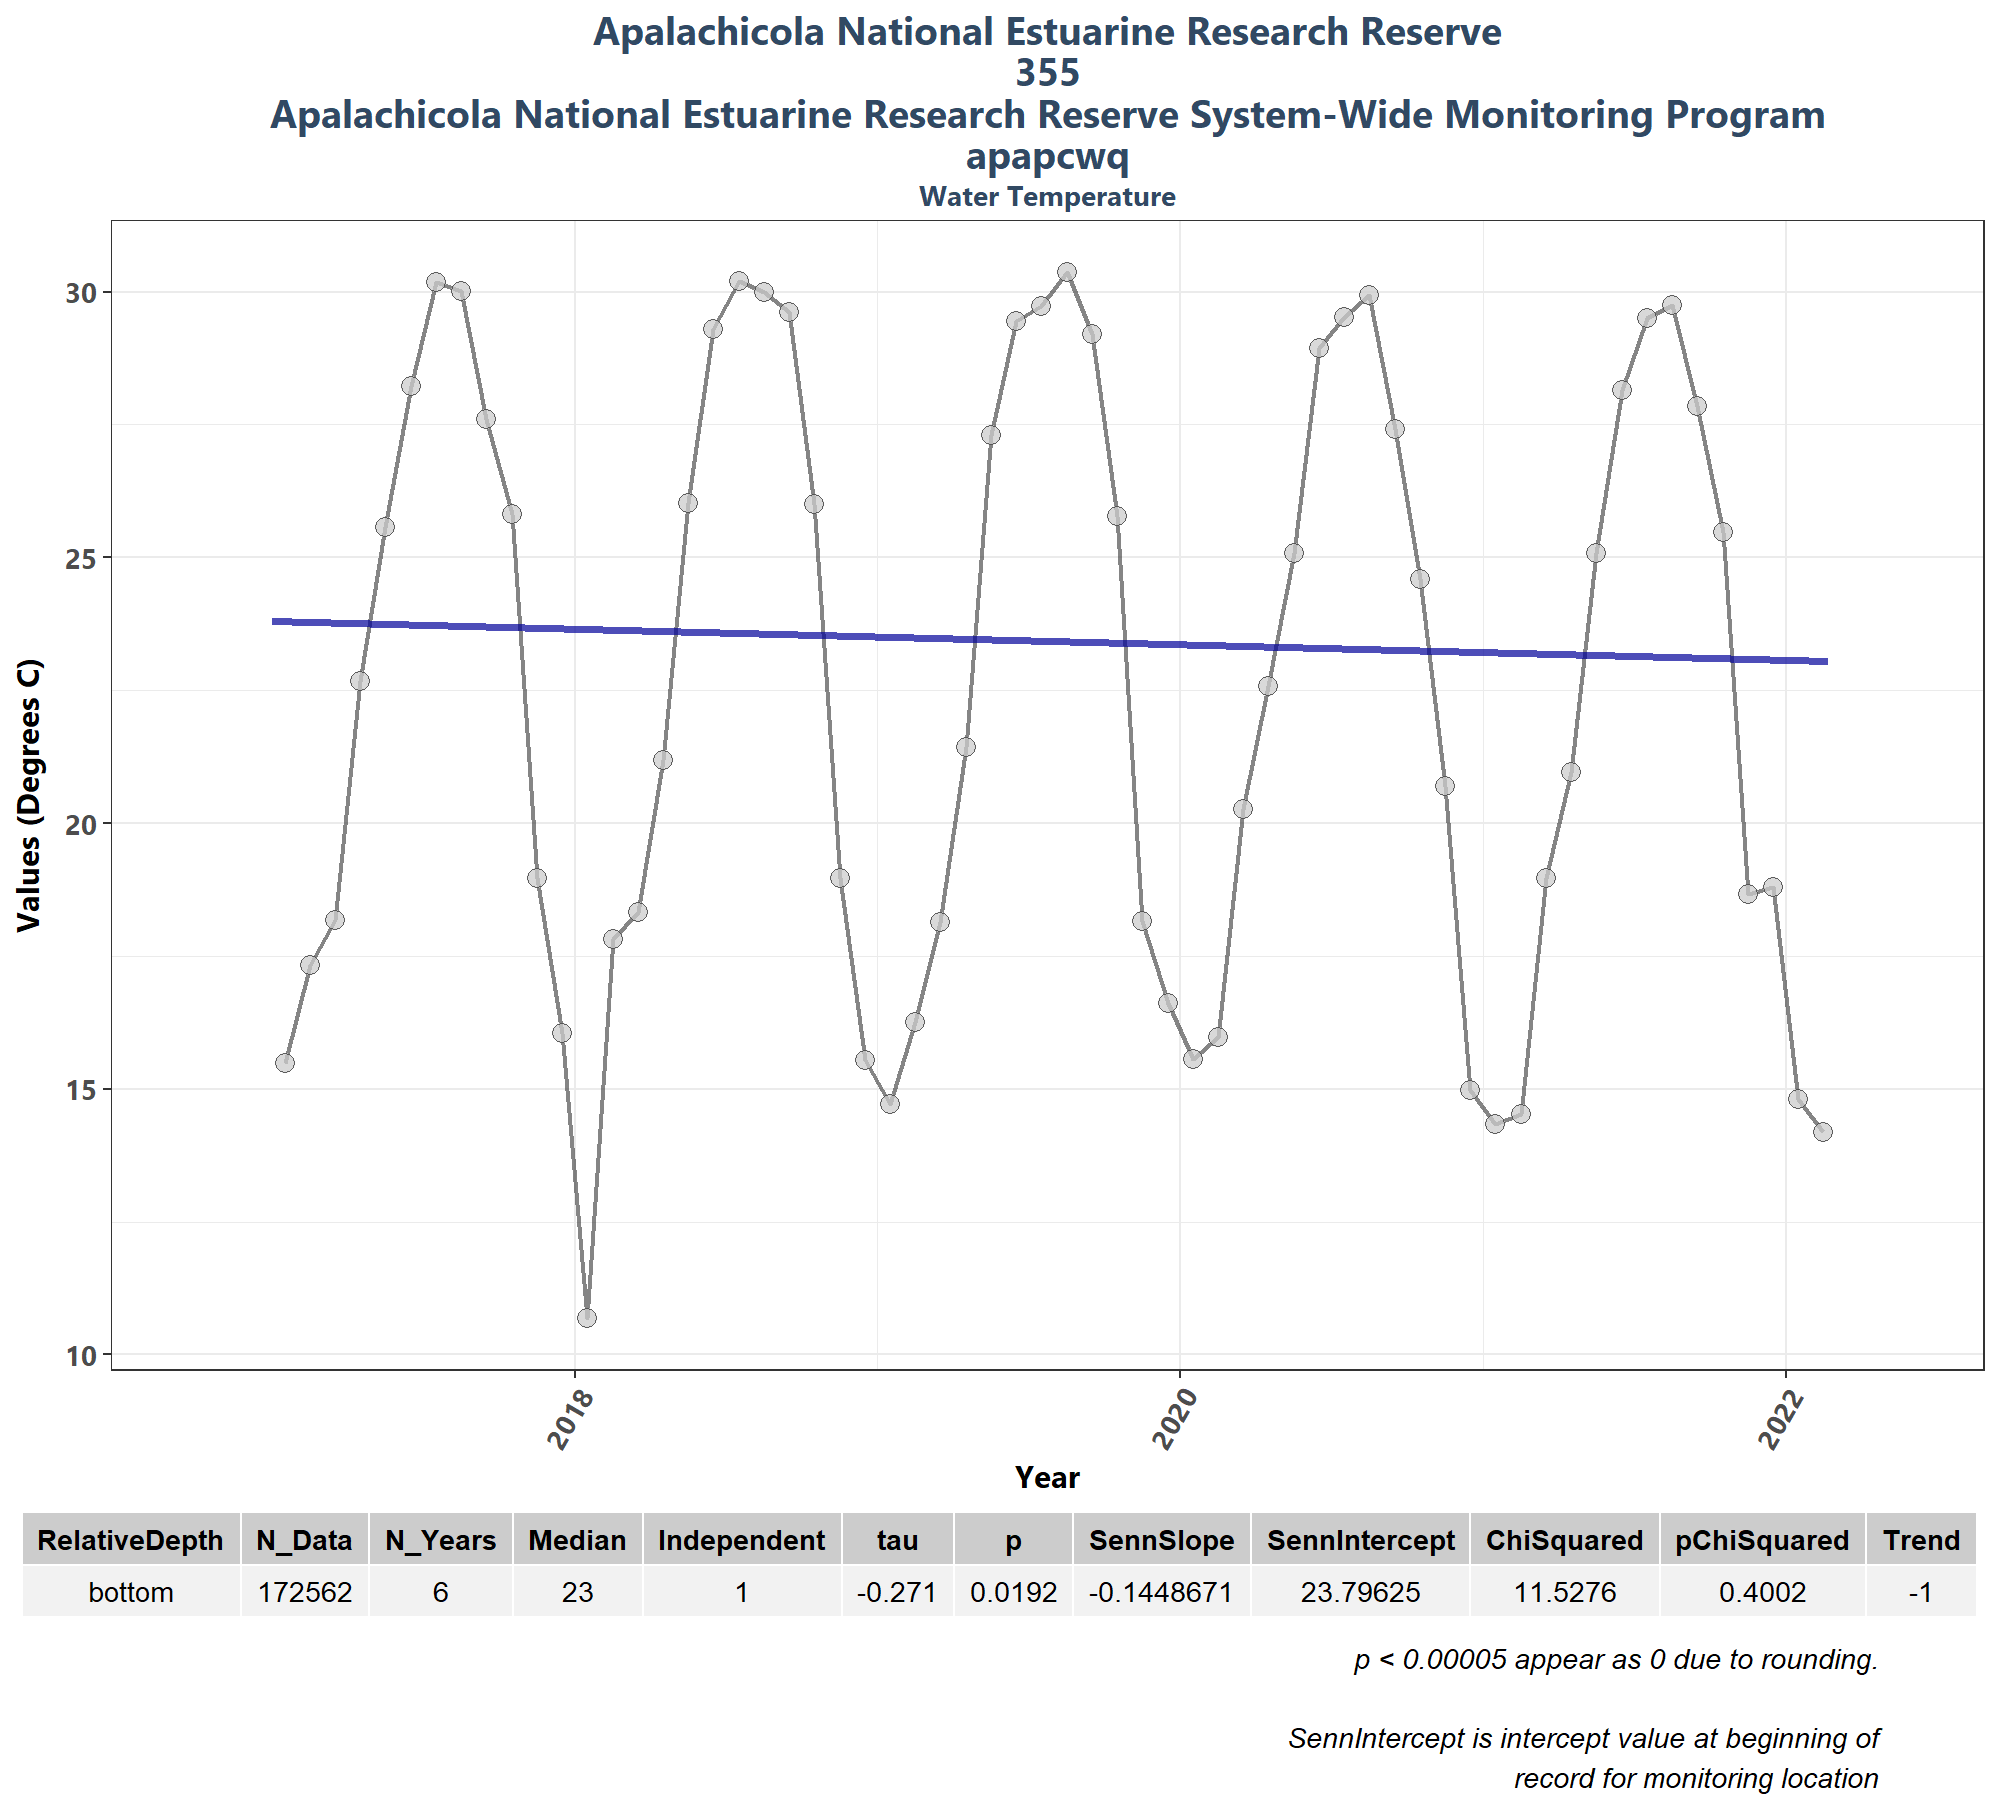 Apalachicola National Estuarine Research Reserve
355
Apalachicola National Estuarine Research Reserve System-Wide Monitoring Program
apapcwq
Water Temperature
Values (Degrees C)
30
25
20
15
10
2018
2020
2022
Year
RelativeDepth N_Data N_Years Median Independent tau p SennSlope SennIntercept ChiSquared pChiSquared Trend
bottom 172562 6 23 1 -0.271 0.0192 -0.1448671 23.79625 11.5276 0.4002 -1
p < 0.00005 appear as 0 due to rounding.
SennIntercept is intercept value at beginning of
record for monitoring location